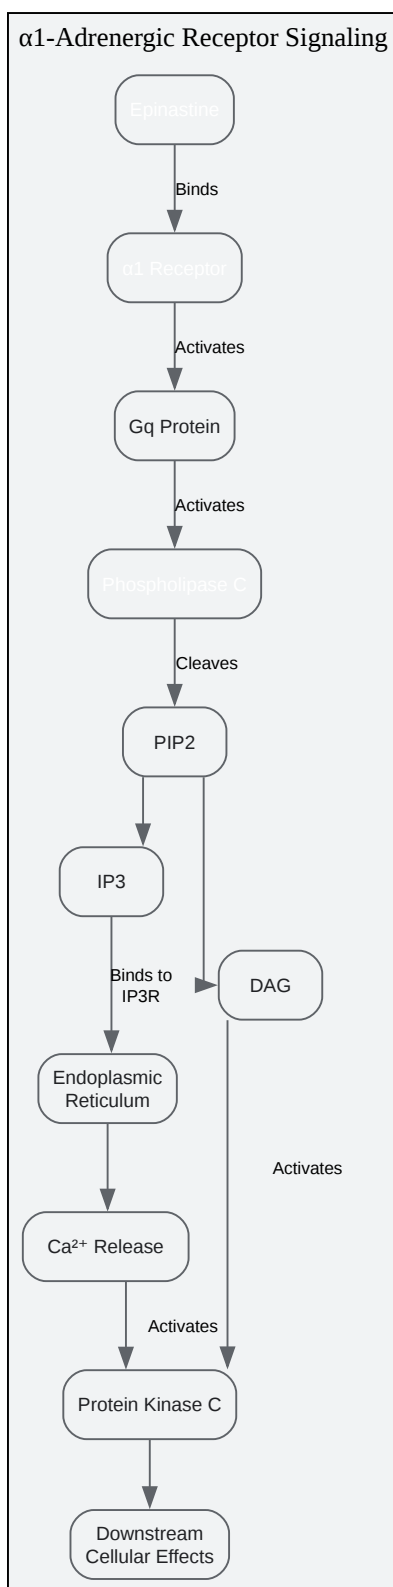 α1-Adrenergic Receptor Signaling
Epinastine
Binds
α1 Receptor
Activates
Gq Protein
Activates
Phospholipase C
Cleaves
PIP2
IP3
Binds to
IP3R
DAG
Endoplasmic
Reticulum
Activates
Ca²⁺ Release
Activates
Protein Kinase C
Downstream
Cellular Effects